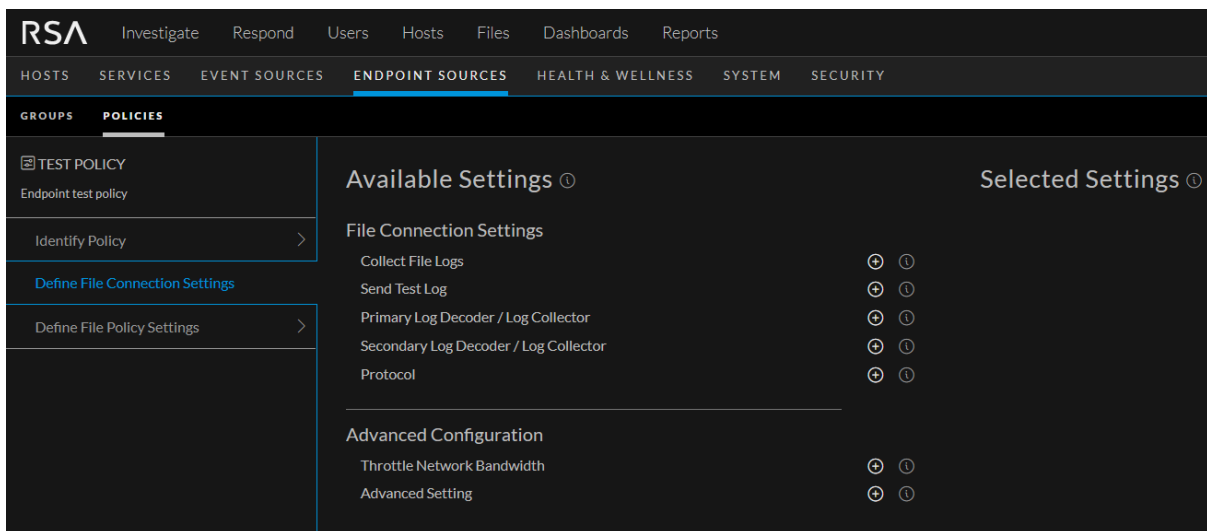 RSA Investigate Respond Users Hosts Files Dashboards Reports
HOSTS SERVICES EVENT SOURCES ENDPOINT SOURCES HEALTH & WELLNESS SYSTEM SECURITY
GROUPS POLICIES
TEST POLICY
Endpoint test policy
Identify Policy
Define File Connection Settings
Define File Policy Settings
Available Settings
Selected Settings
File Connection Settings
Collect File Logs
Send Test Log
Primary Log Decoder / Log Collector
Secondary Log Decoder / Log Collector
Protocol
Advanced Configuration
Throttle Network Bandwidth
Advanced Setting